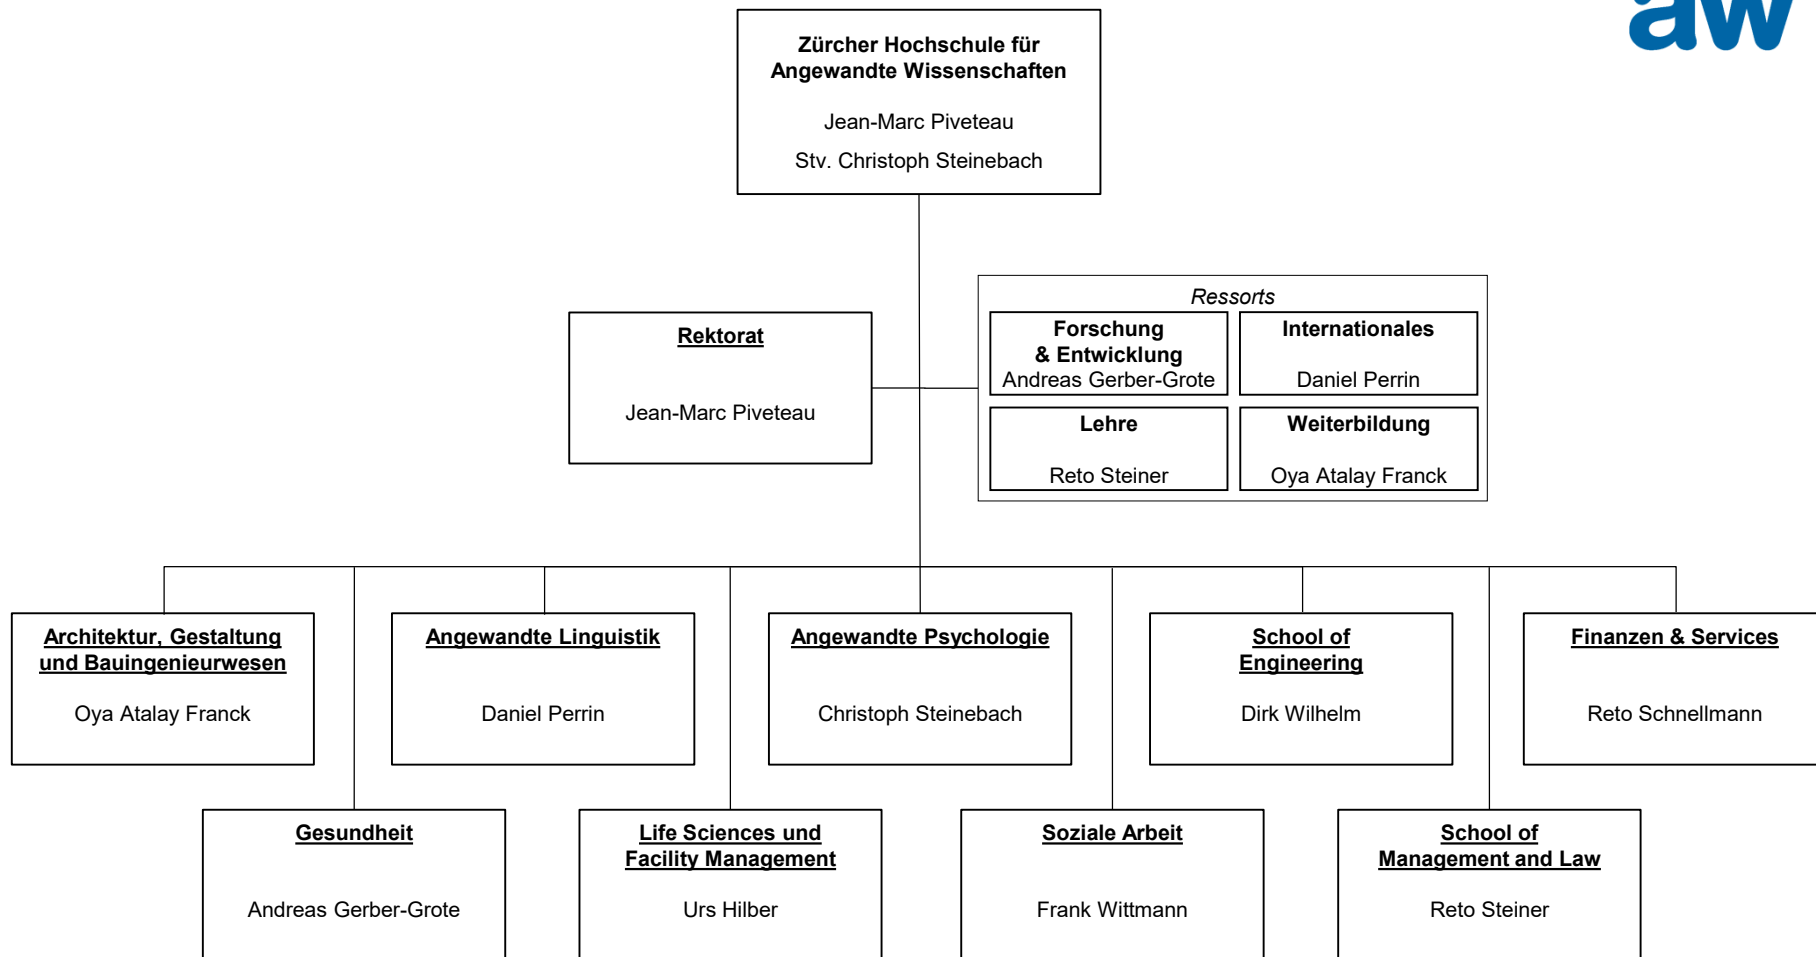 aw
Zürcher Hochschule für
Angewandte Wissenschaften
Jean-Marc Piveteau
Stv. Christoph Steinebach
Rektorat
Jean-Marc Piveteau
Ressorts
Forschung
& Entwicklung
Andreas Gerber-Grote
Internationales
Daniel Perrin
Lehre
Reto Steiner
Weiterbildung
Oya Atalay Franck
Architektur, Gestaltung
und Bauingenieurwesen
Oya Atalay Franck
Angewandte Linguistik
Daniel Perrin
Angewandte Psychologie
Christoph Steinebach
School of
Engineering
Dirk Wilhelm
Finanzen & Services
Reto Schnellmann
Gesundheit
Andreas Gerber-Grote
Life Sciences und
Facility Management
Urs Hilber
Soziale Arbeit
Frank Wittmann
School of
Management and Law
Reto Steiner